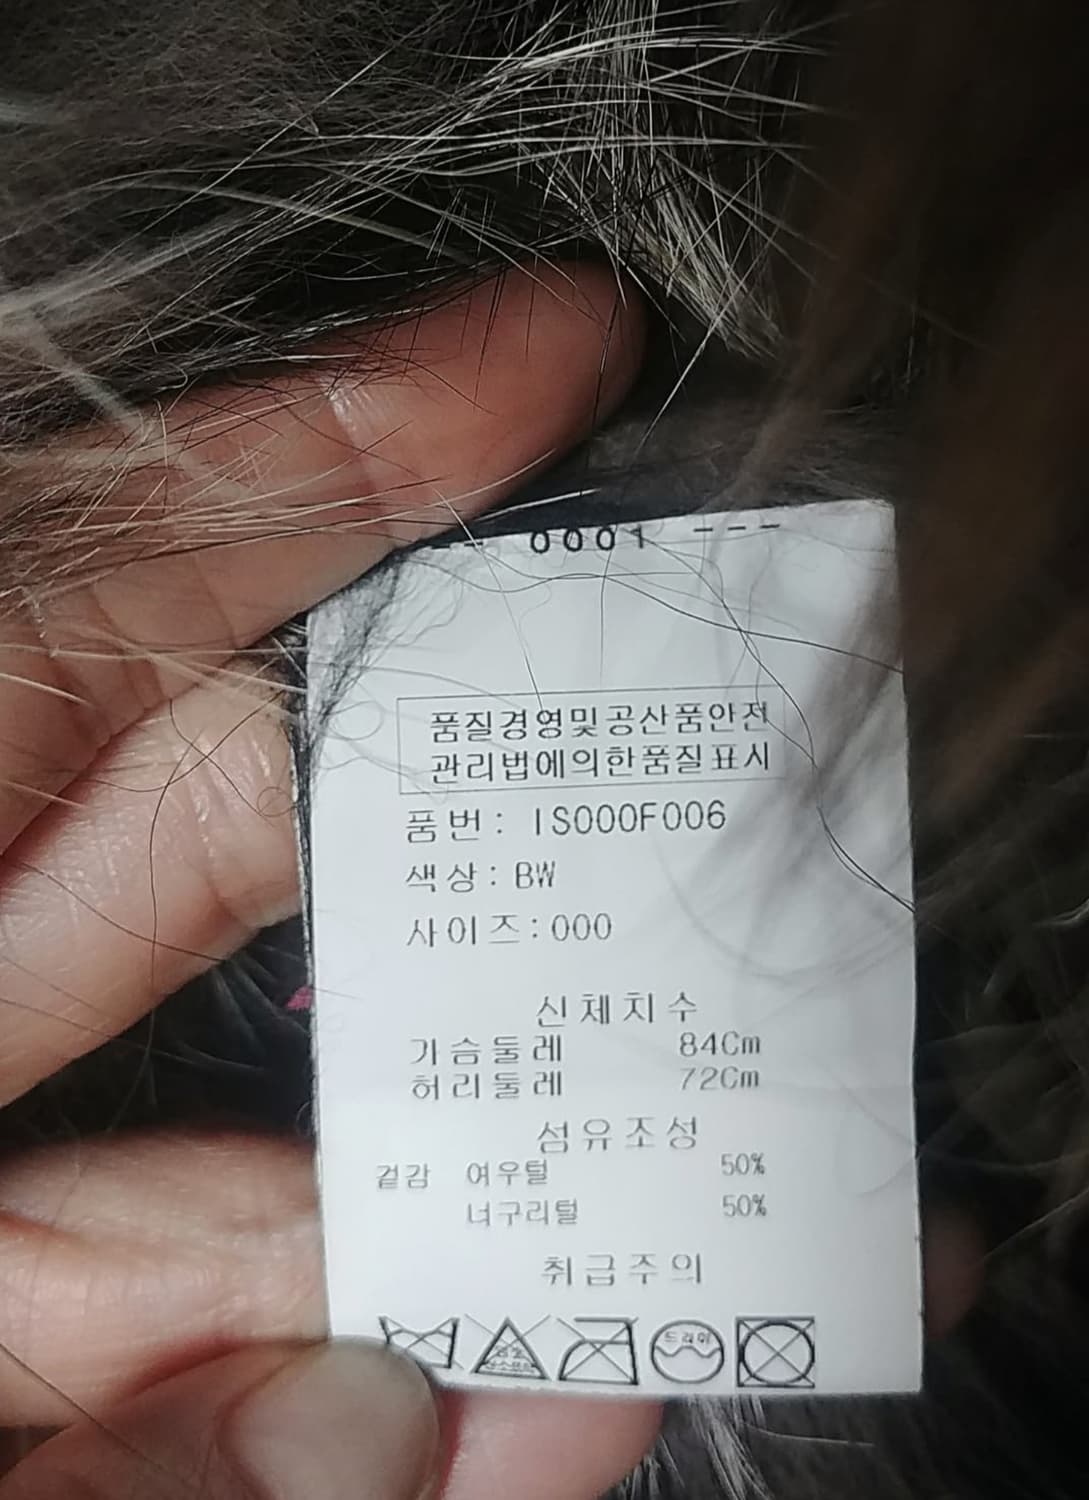 -- 0001 ---
품질경영및공산품안전
관리법에의한품질표시
품번: IS000F006
색상: BW
사이즈:000
신체치수
가슴둘레 84Cm
허리둘레 72Cm
섬유조성
겉감 여우털 50%
너구리털 50%
취급주의
드라이